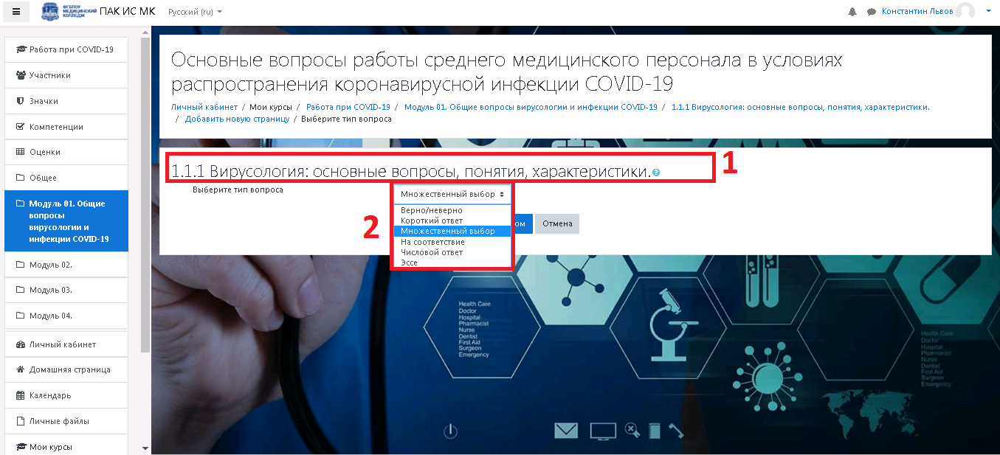 ФГБПОУ
МЕДИЦИНСКИЙ
КОЛЛЕДЖ
ПАК ИС МК
Русский (ru)
Константин Львов
Работа при COVID-19
Участники
Значки
Компетенции
Оценки
Общее
Модуль 01. Общие
вопросы
вирусологии и
инфекции COVID-19
Модуль 02.
Модуль 03.
Модуль 04.
Личный кабинет
Домашняя страница
Календарь
Личные файлы
Мои курсы
Основные вопросы работы среднего медицинского персонала в условиях
распространения коронавирусной инфекции COVID-19
Личный кабинет / Мои курсы / Работа при COVID-19 / Модуль 01. Общие вопросы вирусологии и инфекции COVID-19 / 1.1.1 Вирусология: основные вопросы, понятия, характеристики.
/ Добавить новую страницу / Выберите тип вопроса
1.1.1 Вирусология: основные вопросы, понятия, характеристики.
1
Выберите тип вопроса
Множественный выбор
2
Верно/неверно
Короткий ответ
Множественный выбор
На соответствие
Числовой ответ
Эссе
ом
Отмена
Health Care
Doctor
Hospital
Pharmacist
Nurse
Dentist
First Aid
Surgeon
Emergency
Health Care
Doctor
Hospital
Pharmacist
Nurse
Dentist
First Aid
Surgeon
Emergency